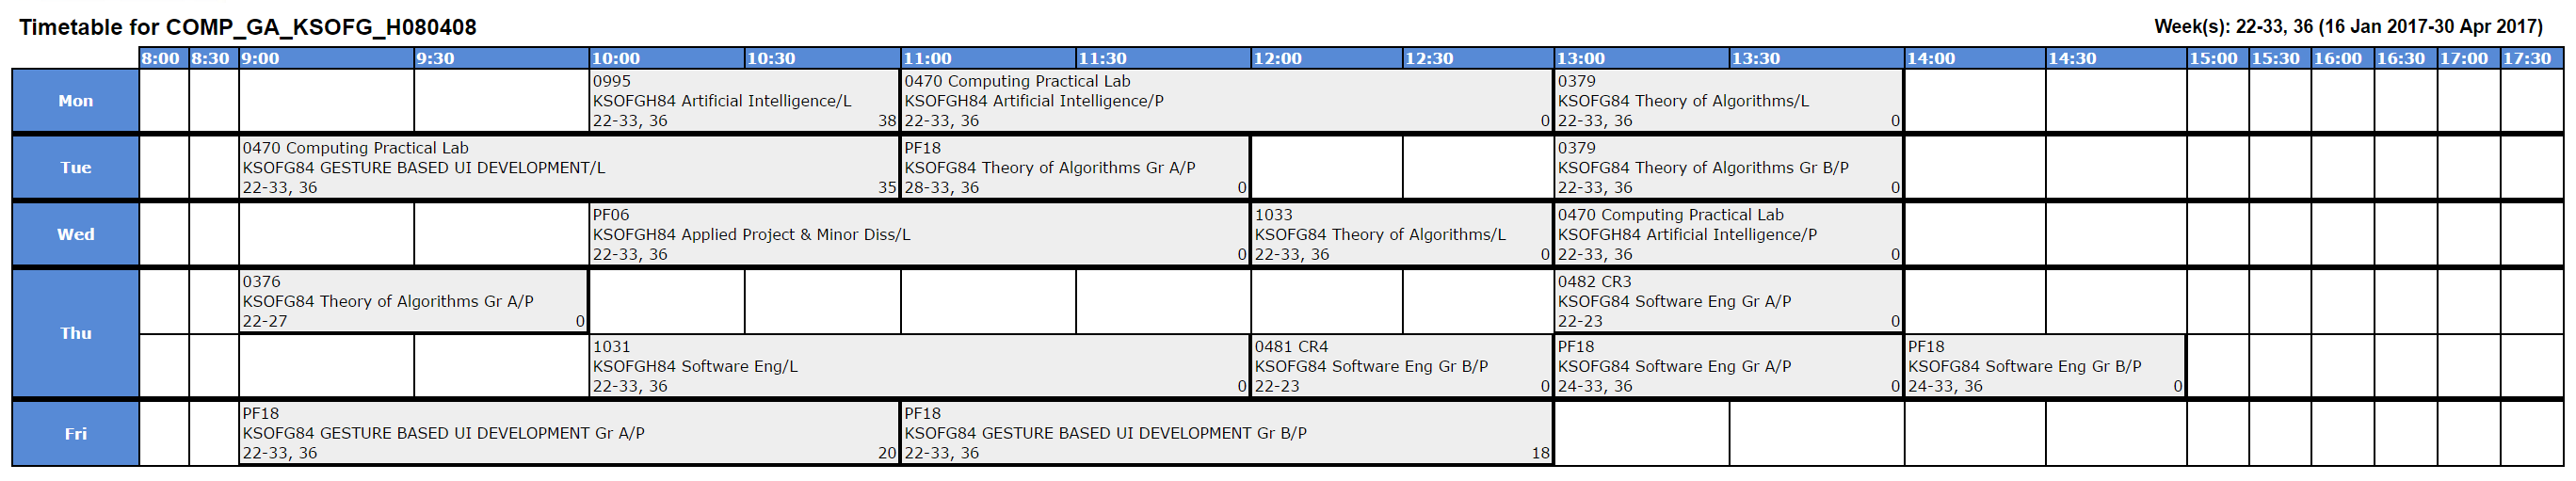 Timetable for COMP_GA_KSOFG_H080408
Week(s): 22-33, 36 (16 Jan 2017-30 Apr 2017)
8:00 8:30 9:00 9:30 10:00 10:30 11:00 11:30 12:00 12:30 13:00 13:30 14:00 14:30 15:00 15:30 16:00 16:30 17:00 17:30
Mon
0995
KSOFGH84 Artificial Intelligence/L
22-33, 36 38
0470 Computing Practical Lab
KSOFGH84 Artificial Intelligence/P
22-33, 36 0
0379
KSOFG84 Theory of Algorithms/L
22-33, 36 0
Tue
0470 Computing Practical Lab
KSOFG84 GESTURE BASED UI DEVELOPMENT/L
22-33, 36 35
PF18
KSOFG84 Theory of Algorithms Gr A/P
28-33, 36 0
0379
KSOFG84 Theory of Algorithms Gr B/P
22-33, 36 0
Wed
PF06
KSOFGH84 Applied Project & Minor Diss/L
22-33, 36 0
1033
KSOFG84 Theory of Algorithms/L
22-33, 36 0
0470 Computing Practical Lab
KSOFGH84 Artificial Intelligence/P
22-33, 36 0
Thu
0376
KSOFG84 Theory of Algorithms Gr A/P
22-27 0
0482 CR3
KSOFG84 Software Eng Gr A/P
22-23 0
1031
KSOFGH84 Software Eng/L
22-33, 36 0
0481 CR4
KSOFG84 Software Eng Gr B/P
22-23 0
PF18
KSOFG84 Software Eng Gr A/P
24-33, 36 0
PF18
KSOFG84 Software Eng Gr B/P
24-33, 36 0
Fri
PF18
KSOFG84 GESTURE BASED UI DEVELOPMENT Gr A/P
22-33, 36 20
PF18
KSOFG84 GESTURE BASED UI DEVELOPMENT Gr B/P
22-33, 36 18